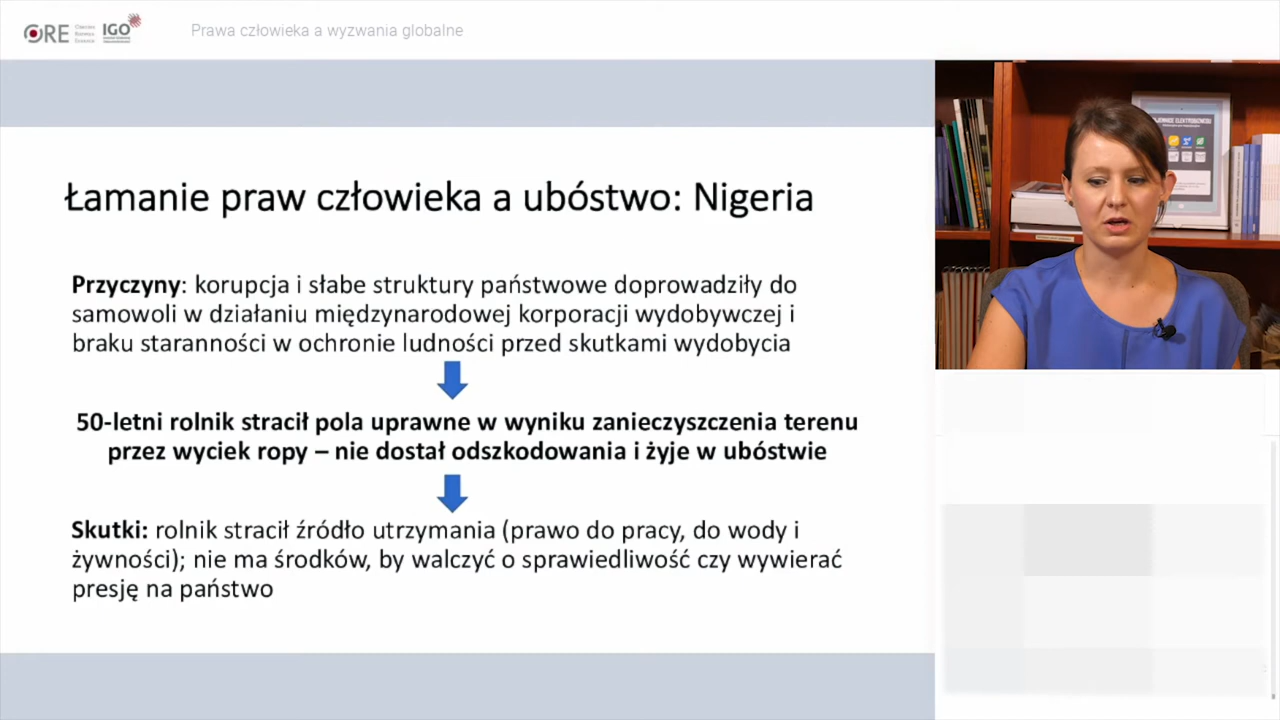 ORE
IGO
Prawa człowieka a wyzwania globalne
Łamanie praw człowieka a ubóstwo: Nigeria
Przyczyny: korupcja i słabe struktury państwowe doprowadziły do
samowoli w działaniu międzynarodowej korporacji wydobywczej i
braku staranności w ochronie ludności przed skutkami wydobycia
50-letni rolnik stracił pola uprawne w wyniku zanieczyszczenia terenu
przez wyciek ropy – nie dostał odszkodowania i żyje w ubóstwie
Skutki: rolnik stracił źródło utrzymania (prawo do pracy, do wody i
żywności); nie ma środków, by walczyć o sprawiedliwość czy wywierać
presję na państwo